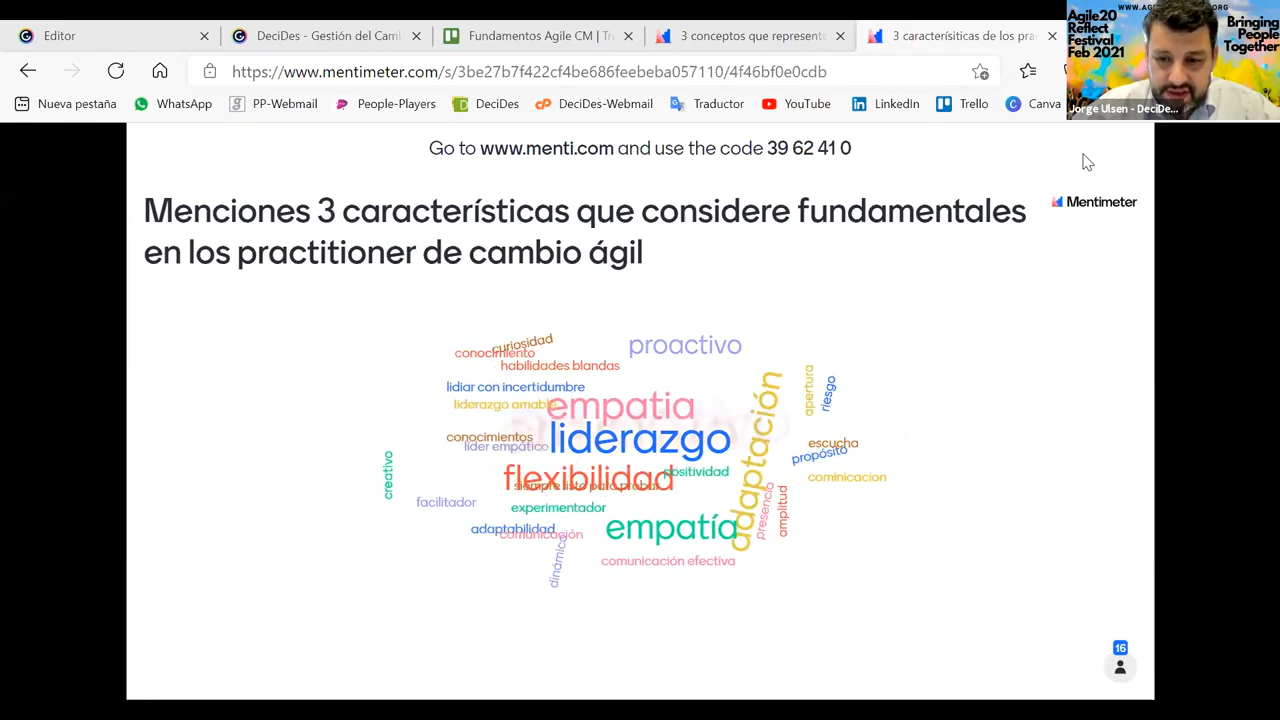 Editor
DeciDes - Gestión del Camb
Fundamentos Agile CM | Tr
3 conceptos que represent
3 caracterísiticas de los pra
https://www.mentimeter.com/s/3be27b7f422cf4be686feebeba057110/4f46bf0e0cdb
Nueva pestaña
WhatsApp
PP-Webmail
People-Players
DeciDes
DeciDes-Webmail
Traductor
YouTube
LinkedIn
Trello
Canva
Agile20
Reflect
Festival
Feb 2021
Bringing
People
Together
Jorge Ulsen - DeciDe...
Go to www.menti.com and use the code 39 62 41 0
Mentimeter
Menciones 3 características que considere fundamentales
en los practitioner de cambio ágil
curiosidad
proactivo
conocimiento
habilidades blandas
lidiar con incertidumbre
apertura
riesgo
liderazgo amable
empatia
adaptación
conocimientos
liderazgo
escucha
lider empático
propósito
creativo
flexibilidad
positividad
cominicacion
siempre listo para probar
facilitador
experimentador
presencia
amplitud
adaptabilidad
comunicación
empatía
dinámico
comunicación efectiva
16